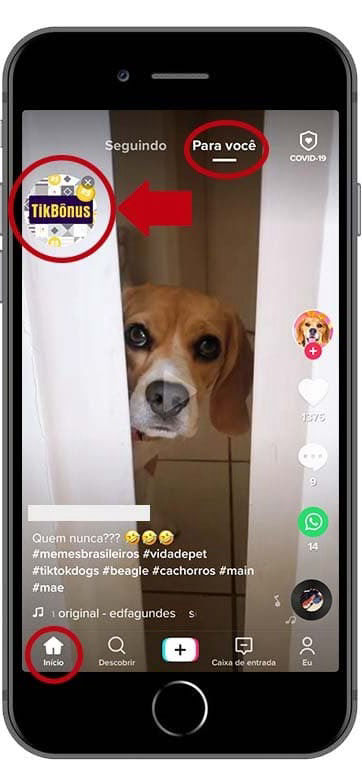 Seguindo Para você
COVID-19
TikBônus
1376
9
14
Quem nunca??? 🤣🤣🤣
#memesbrasileiros #vidadepet
#tiktokdogs #beagle #cachorros #main
#mae
original - edfagundes
Início Descobrir Caixa de entrada Eu